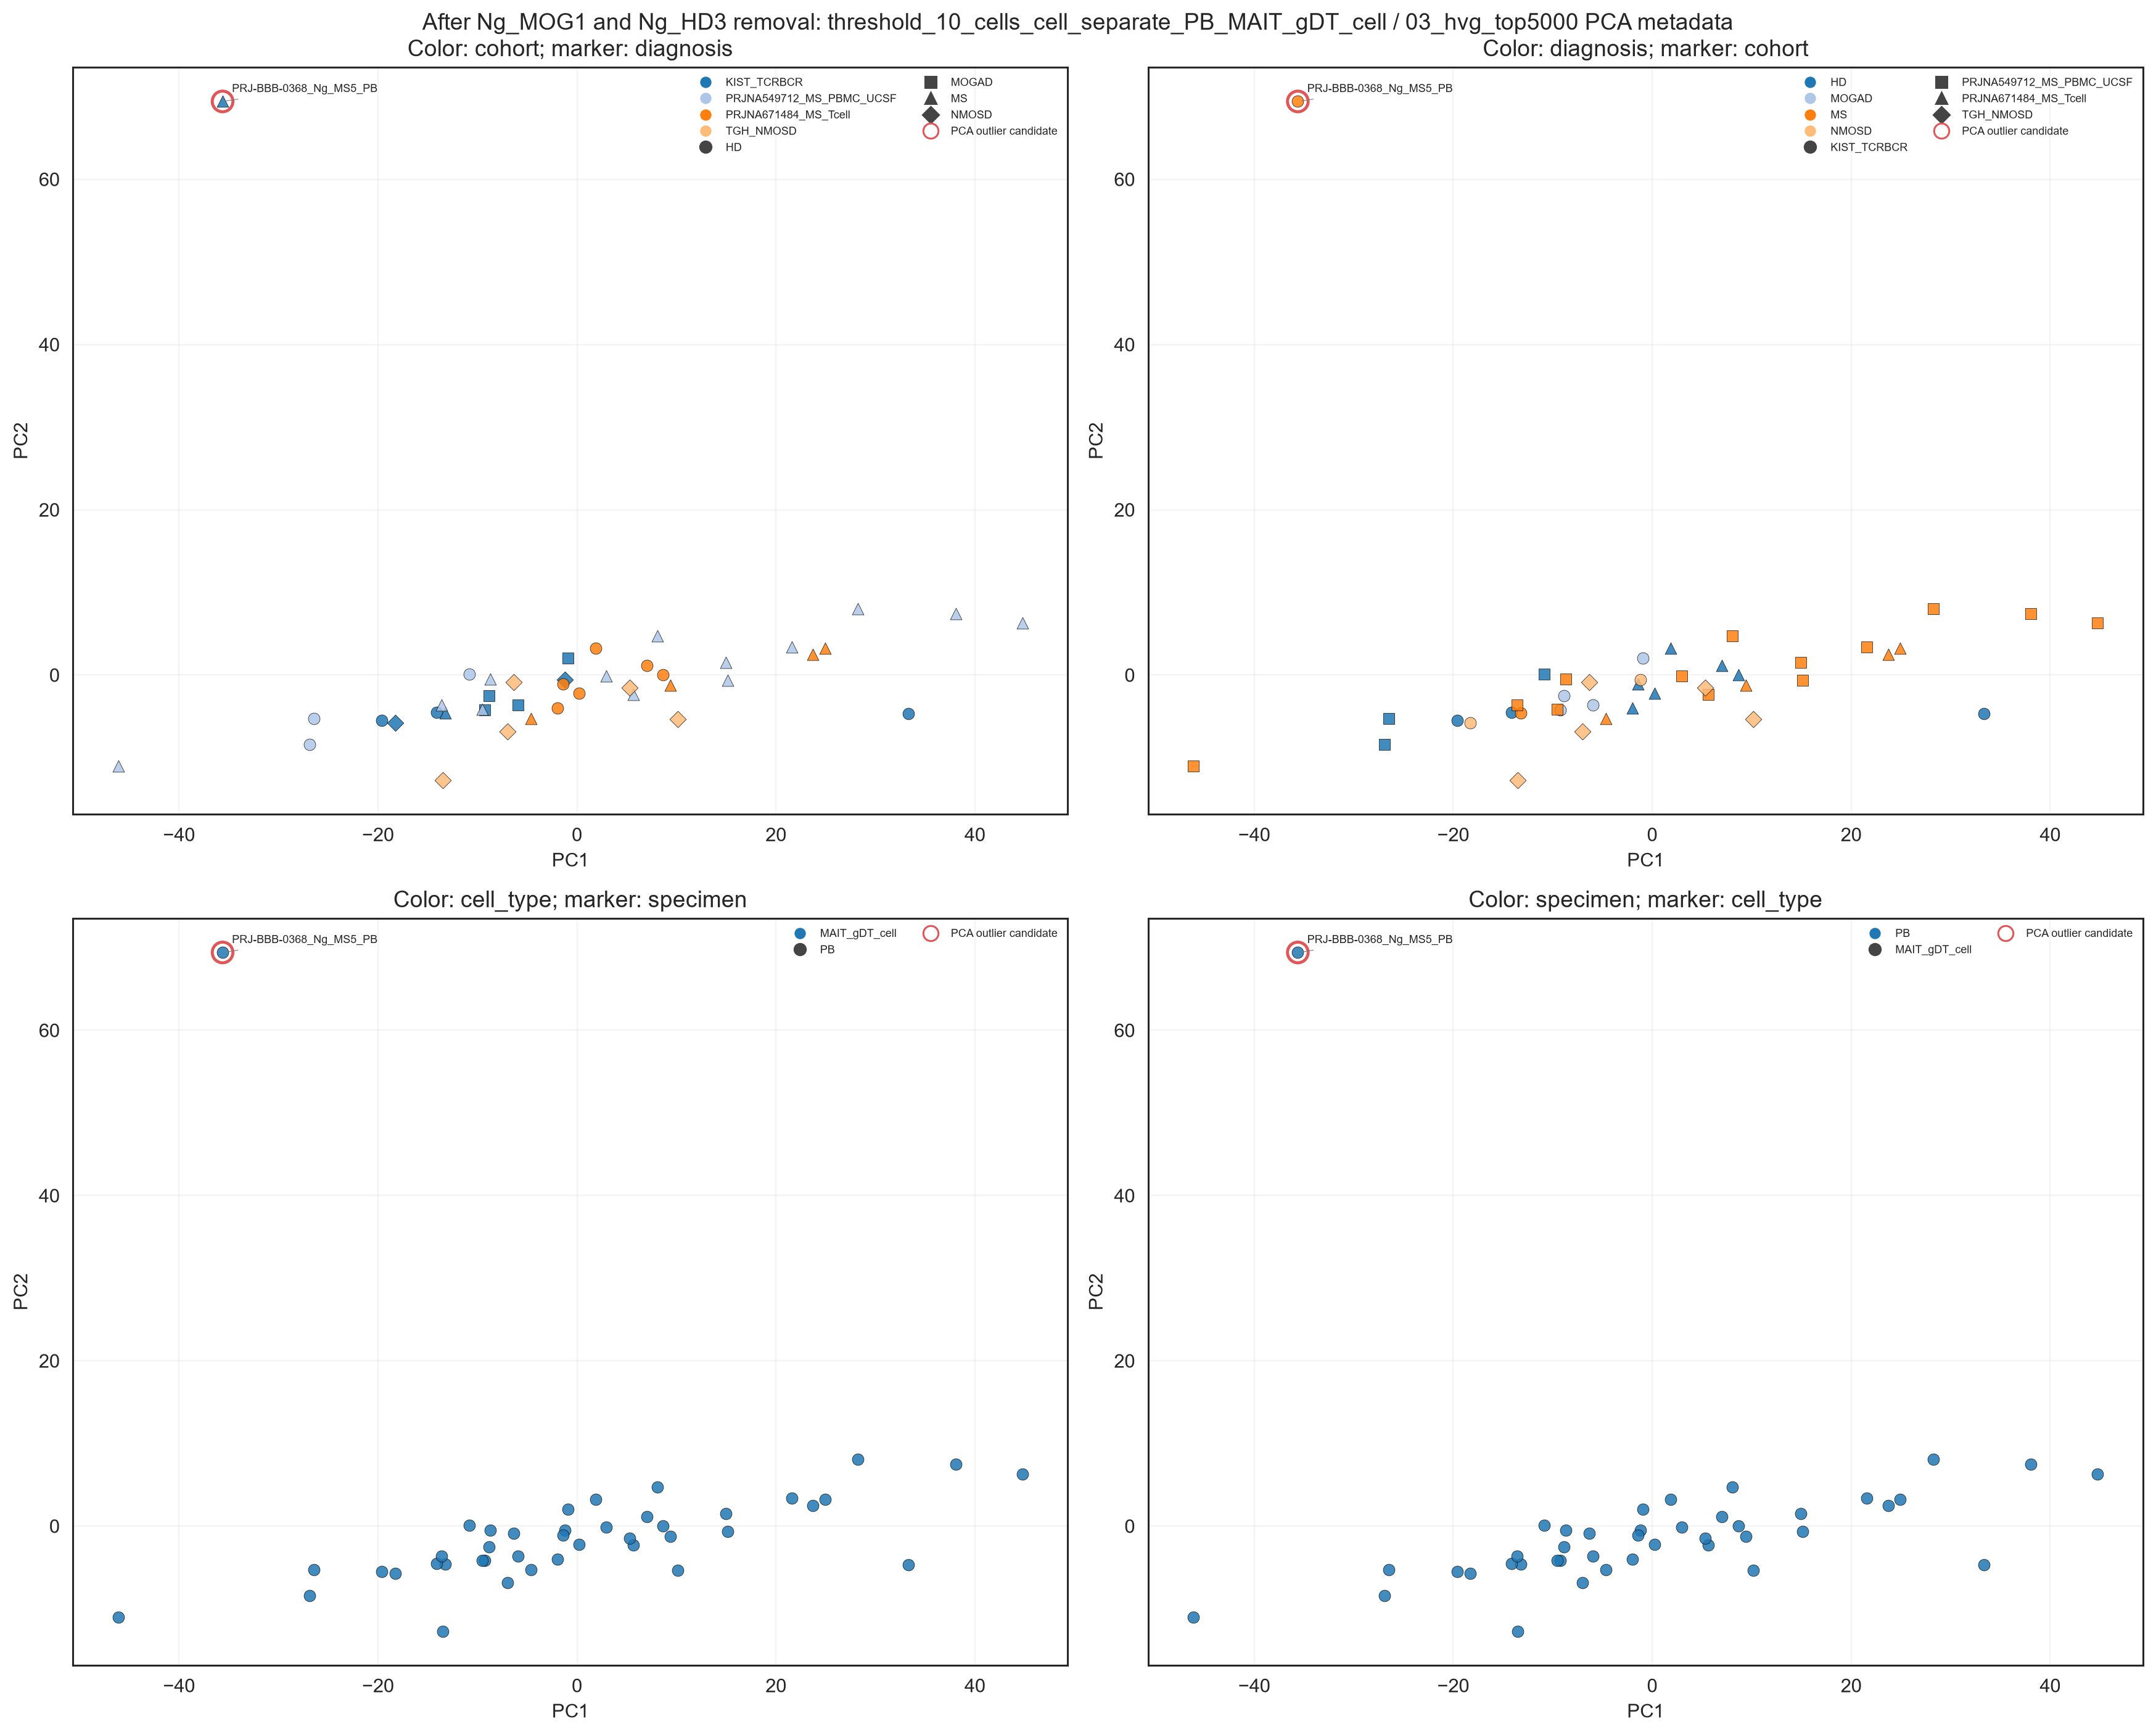 After Ng_MOG1 and Ng_HD3 removal: threshold_10_cells_cell_separate_PB_MAIT_gDT_cell / 03_hvg_top5000 PCA metadata
Color: cohort; marker: diagnosis
PRJ-BBB-0368_Ng_MS5_PB
KIST_TCRBCR
PRJNA549712_MS_PBMC_UCSF
PRJNA671484_MS_Tcell
TGH_NMOSD
HD
MOGAD
MS
NMOSD
PCA outlier candidate
60
40
20
0
PC2
−40
−20
0
20
40
PC1
Color: diagnosis; marker: cohort
PRJ-BBB-0368_Ng_MS5_PB
HD
MOGAD
MS
NMOSD
KIST_TCRBCR
PRJNA549712_MS_PBMC_UCSF
PRJNA671484_MS_Tcell
TGH_NMOSD
PCA outlier candidate
60
40
20
0
PC2
−40
−20
0
20
40
PC1
Color: cell_type; marker: specimen
PRJ-BBB-0368_Ng_MS5_PB
MAIT_gDT_cell
PB
PCA outlier candidate
60
40
20
0
PC2
−40
−20
0
20
40
PC1
Color: specimen; marker: cell_type
PRJ-BBB-0368_Ng_MS5_PB
PB
MAIT_gDT_cell
PCA outlier candidate
60
40
20
0
PC2
−40
−20
0
20
40
PC1